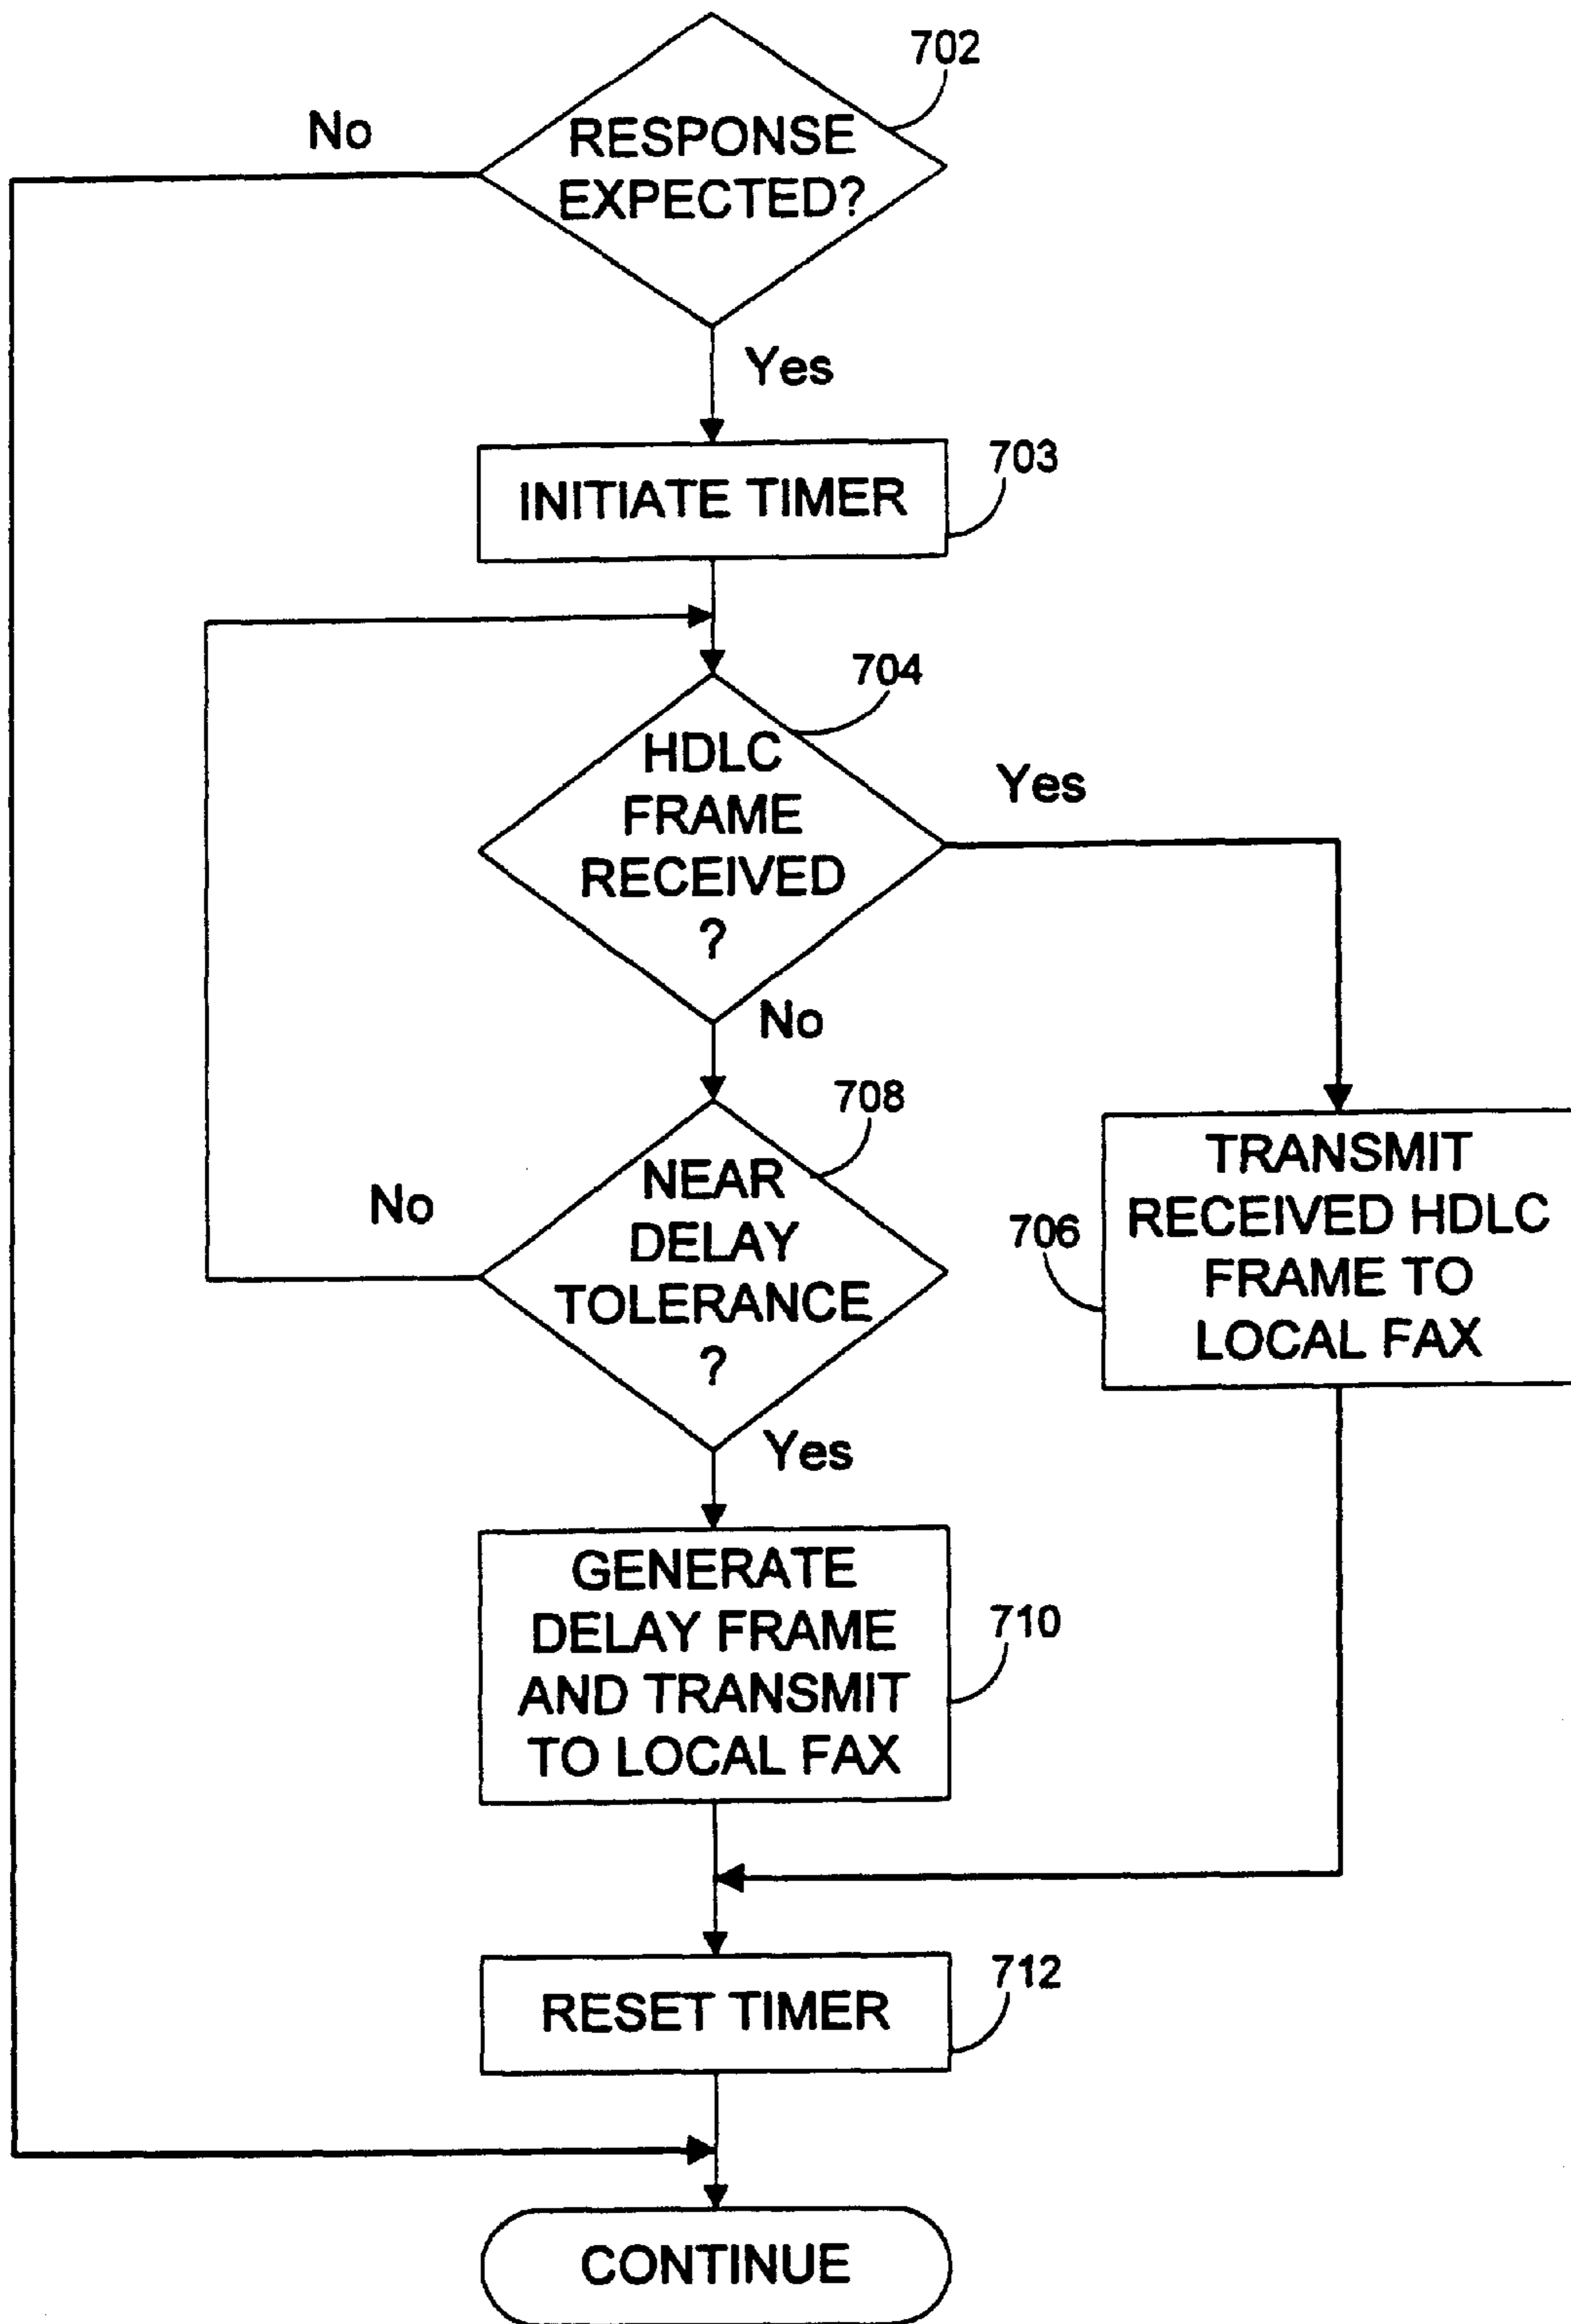 702
No
RESPONSE
EXPECTED?
Yes
703
INITIATE TIMER
704
HDLC
FRAME
RECEIVED
?
Yes
No
708
NEAR
DELAY
TOLERANCE
?
No
706
TRANSMIT
RECEIVED HDLC
FRAME TO
LOCAL FAX
Yes
GENERATE
DELAY FRAME
AND TRANSMIT
TO LOCAL FAX
710
712
RESET TIMER
CONTINUE